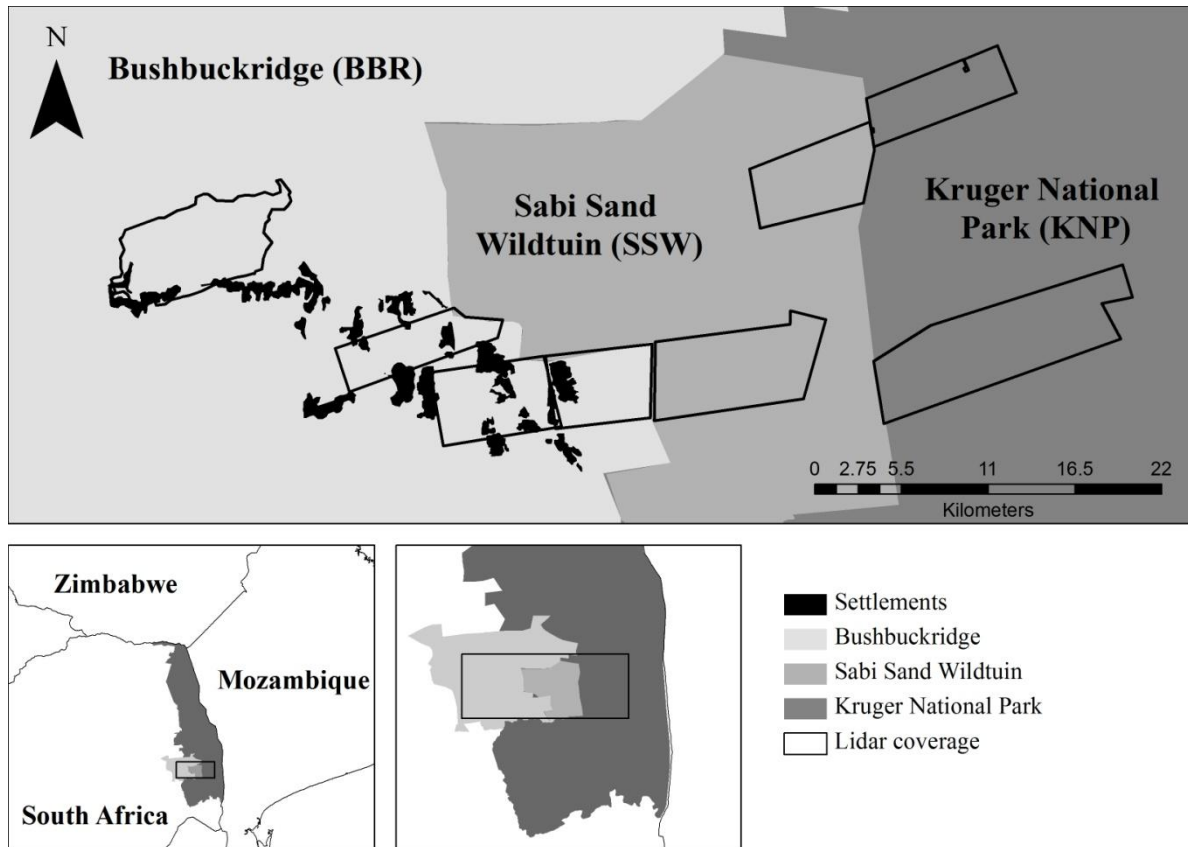 N
Bushbuckridge (BBR)
Sabi Sand
Wildtuin (SSW)
Kruger National
Park (KNP)
0 2.75 5.5 11 16.5 22
Kilometers
Zimbabwe
Mozambique
South Africa
Settlements
Bushbuckridge
Sabi Sand Wildtuin
Kruger National Park
Lidar coverage